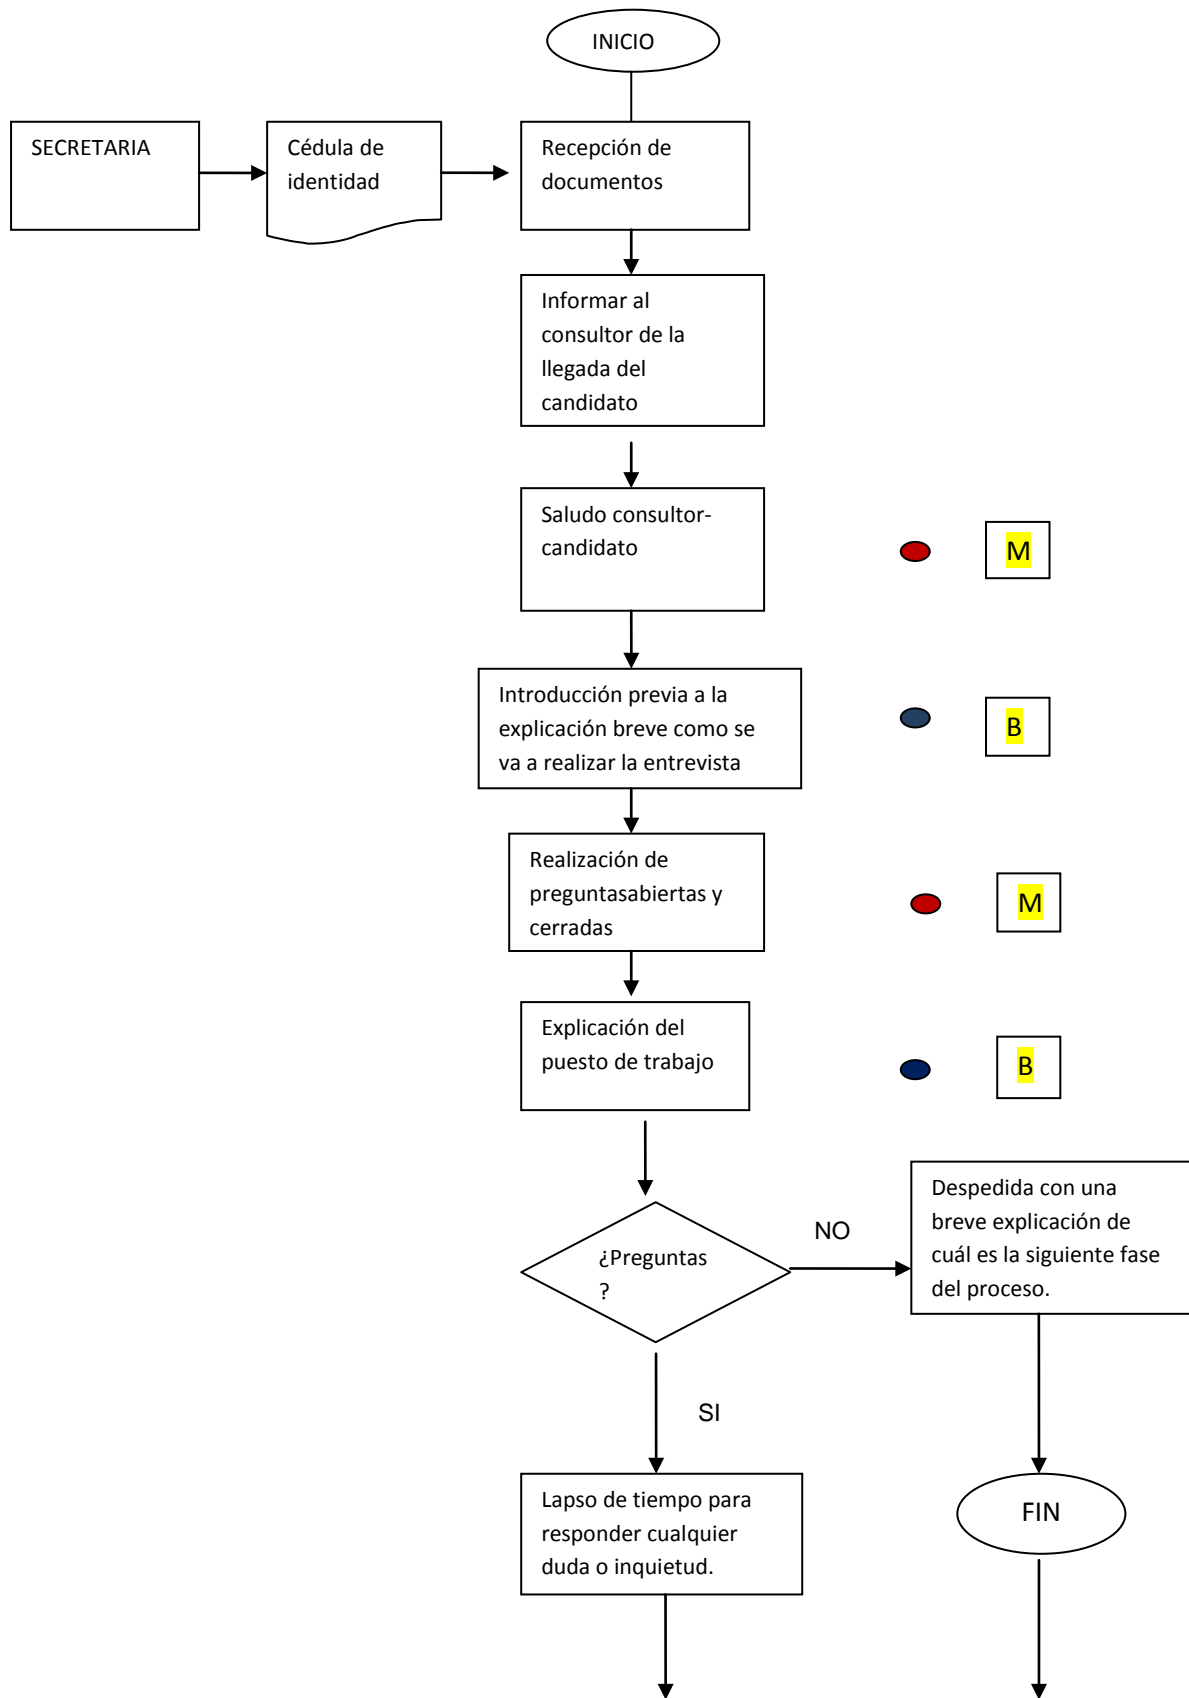 INICIO
SECRETARIA
Cédula de
identidad
Recepción de
documentos
Informar al
consultor de la
llegada del
candidato
Saludo consultor-
candidato
M
Introducción previa a la
explicación breve como se
va a realizar la entrevista
B
Realización de
preguntasabiertas y
cerradas
M
Explicación del
puesto de trabajo
B
¿Preguntas
?
NO
Despedida con una
breve explicación de
cuál es la siguiente fase
del proceso.
SI
Lapso de tiempo para
responder cualquier
duda o inquietud.
FIN